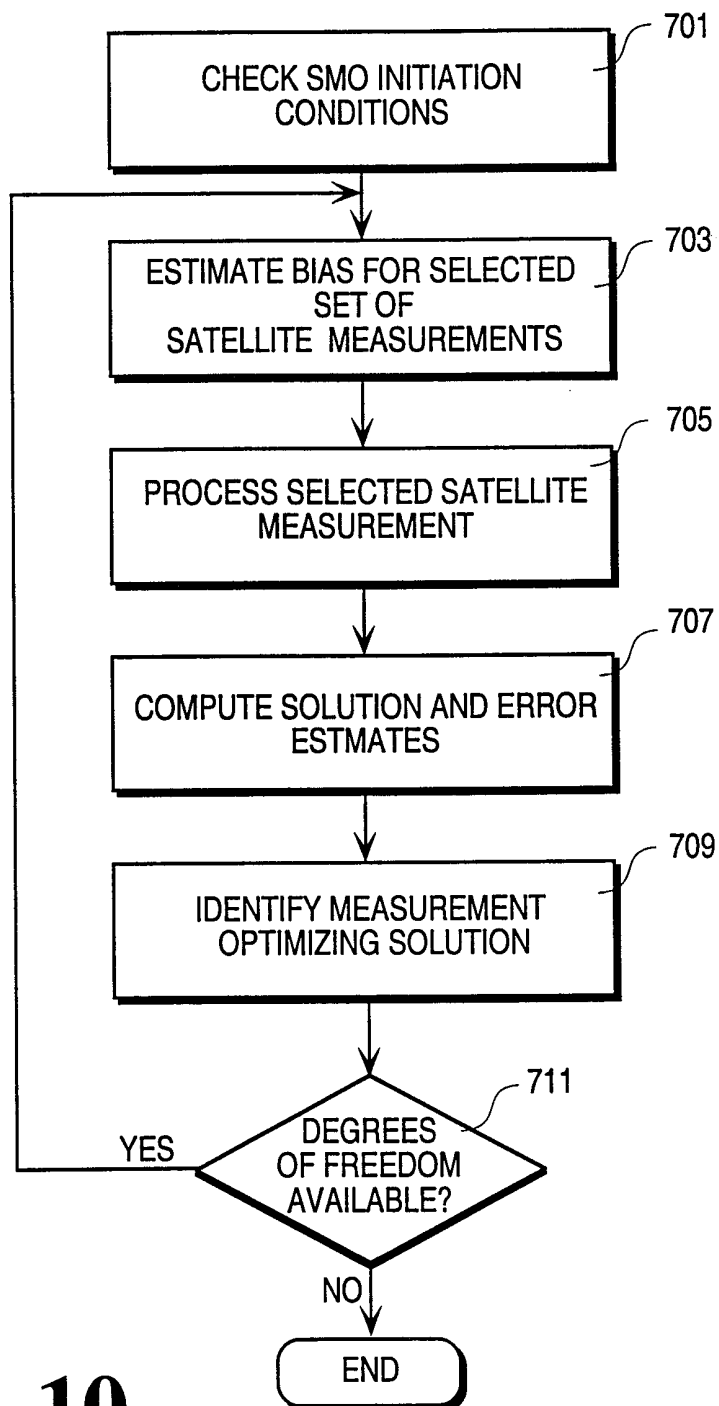 701
CHECK SMO INITIATION
CONDITIONS
703
ESTIMATE BIAS FOR SELECTED
SET OF
SATELLITE MEASUREMENTS
705
PROCESS SELECTED SATELLITE
MEASUREMENT
707
COMPUTE SOLUTION AND ERROR
ESTMATES
709
IDENTIFY MEASUREMENT
OPTIMIZING SOLUTION
711
YES
DEGREES
OF FREEDOM
AVAILABLE?
NO
END
10